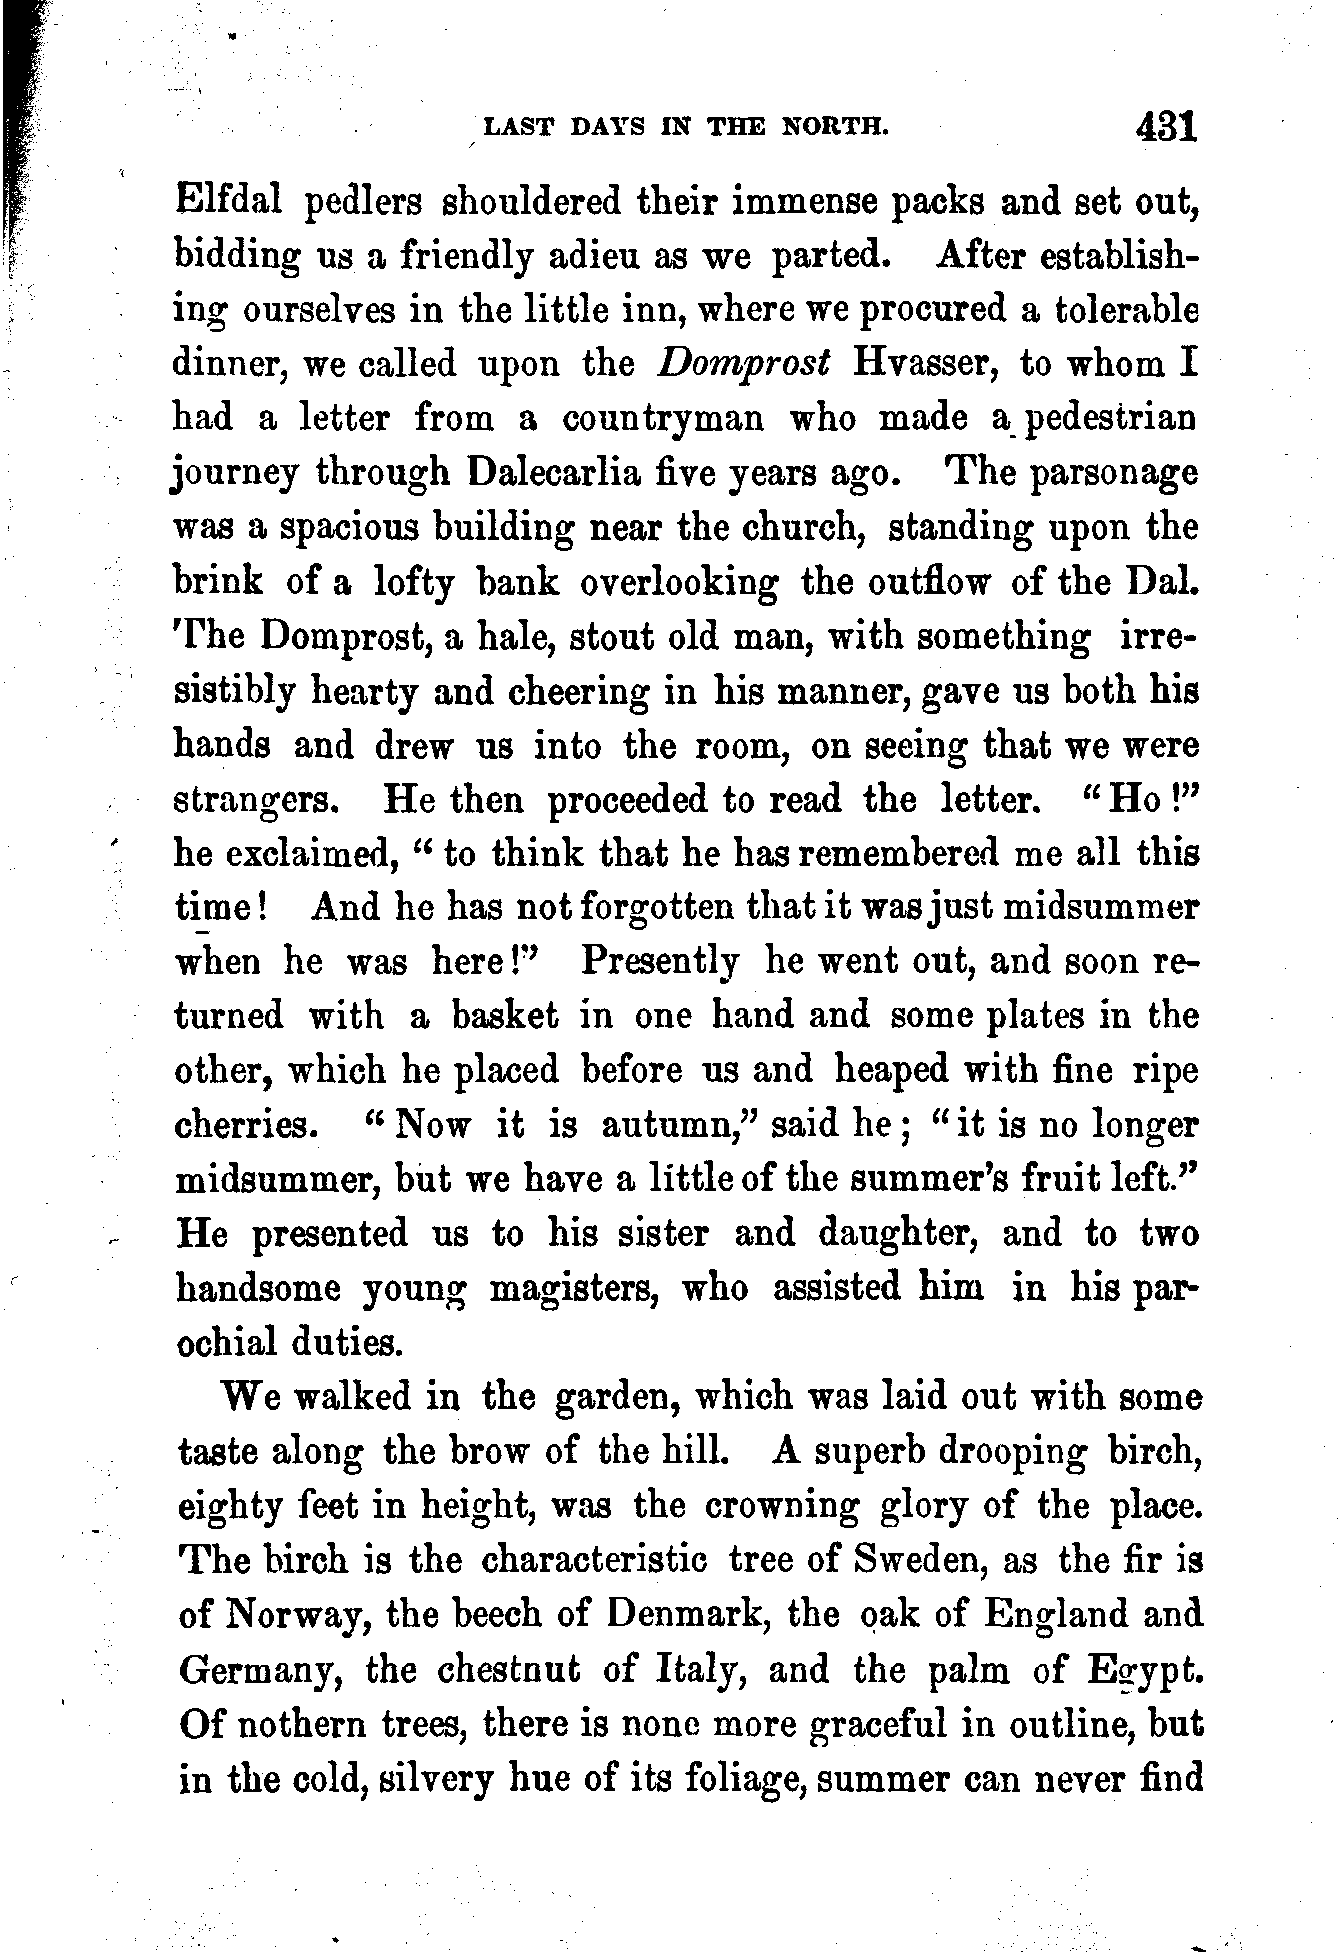 LAST DAYS IN THE NORTH. 431
Elfdal pedlers shouldered their immense packs and set out,
bidding us a friendly adieu as we parted. After establish-
ing ourselves in the little inn, where we procured a tolerable
dinner, we called upon the Domprost Hvasser, to whom I
had a letter from a countryman who made a pedestrian
journey through Dalecarlia five years ago. The parsonage
was a spacious building near the church, standing upon the
brink of a lofty bank overlooking the outflow of the Dal.
The Domprost, a hale, stout old man, with something irre-
sistibly hearty and cheering in his manner, gave us both his
hands and drew us into the room, on seeing that we were
strangers. He then proceeded to read the letter. "Ho!"
he exclaimed, "to think that he has remembered me all this
time! And he has not forgotten that it was just midsummer
when he was here!" Presently he went out, and soon re-
turned with a basket in one hand and some plates in the
other, which he placed before us and heaped with fine ripe
cherries. "Now it is autumn," said he; "it is no longer
midsummer, but we have a little of the summer's fruit left."
He presented us to his sister and daughter, and to two
handsome young magisters, who assisted him in his par-
ochial duties.
We walked in the garden, which was laid out with some
taste along the brow of the hill. A superb drooping birch,
eighty feet in height, was the crowning glory of the place.
The birch is the characteristic tree of Sweden, as the fir is
of Norway, the beech of Denmark, the oak of England and
Germany, the chestnut of Italy, and the palm of Egypt.
Of nothern trees, there is none more graceful in outline, but
in the cold, silvery hue of its foliage, summer can never find